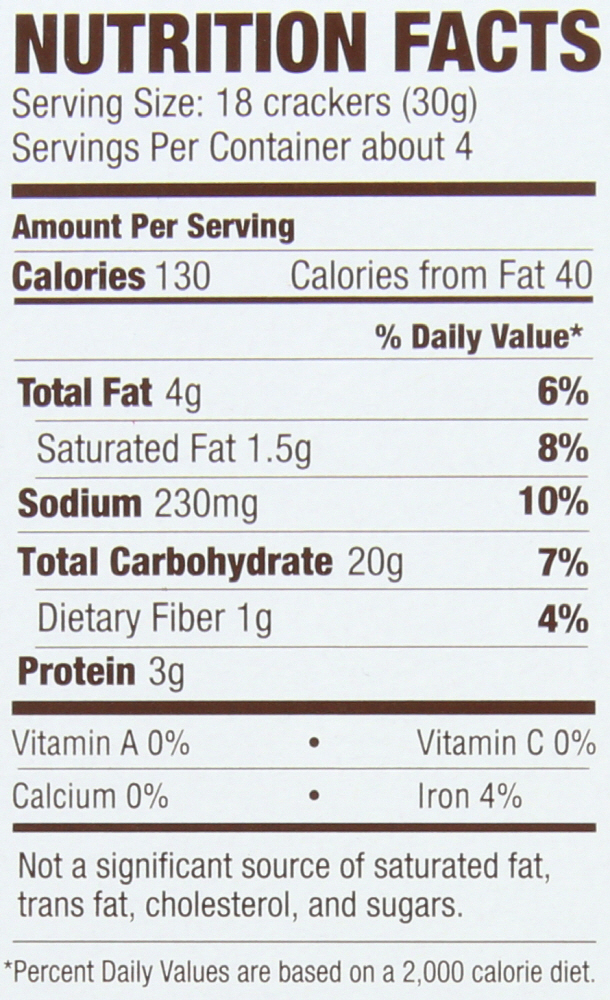 NUTRITION FACTS
Serving Size: 18 crackers (30g)
Servings Per Container about 4
Amount Per Serving
Calories 130 Calories from Fat 40
% Daily Value*
Total Fat 4g 6%
Saturated Fat 1.5g 8%
Sodium 230mg 10%
Total Carbohydrate 20g 7%
Dietary Fiber 1g 4%
Protein 3g
Vitamin A 0% • Vitamin C 0%
Calcium 0% • Iron 4%
Not a significant source of saturated fat,
trans fat, cholesterol, and sugars.
*Percent Daily Values are based on a 2,000 calorie diet.